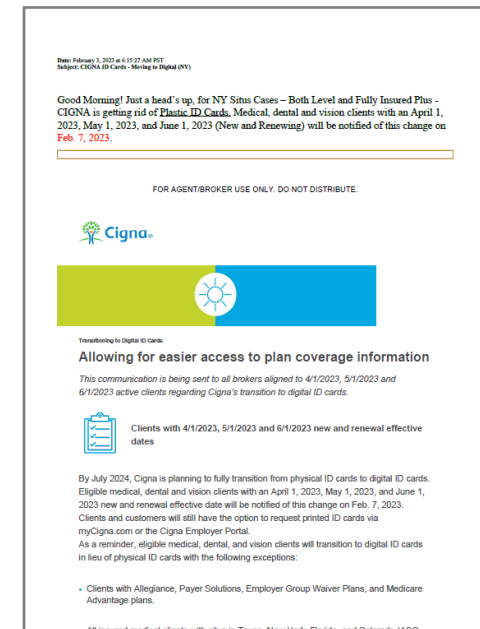 Date: February 3, 2023 at 6:15:27 AM PST
Subject: CIGNA ID Cards - Moving to Digital (NY)
Good Morning! Just a head's up, for NY Situs Cases – Both Level and Fully Insured Plus -
CIGNA is getting rid of Plastic ID Cards. Medical, dental and vision clients with an April 1,
2023, May 1, 2023, and June 1, 2023 (New and Renewing) will be notified of this change on
Feb. 7, 2023.
FOR AGENT/BROKER USE ONLY. DO NOT DISTRIBUTE.
Cigna.
Transitioning to Digital ID Cards
Allowing for easier access to plan coverage information
This communication is being sent to all brokers aligned to 4/1/2023, 5/1/2023 and
6/1/2023 active clients regarding Cigna's transition to digital ID cards.
Clients with 4/1/2023, 5/1/2023 and 6/1/2023 new and renewal effective
dates
By July 2024, Cigna is planning to fully transition from physical ID cards to digital ID cards.
Eligible medical, dental and vision clients with an April 1, 2023, May 1, 2023, and June 1,
2023 new and renewal effective date will be notified of this change on Feb. 7, 2023.
Clients and customers will still have the option to request printed ID cards via
myCigna.com or the Cigna Employer Portal.
As a reminder, eligible medical, dental, and vision clients will transition to digital ID cards
in lieu of physical ID cards with the following exceptions:
• Clients with Allegiance, Payer Solutions, Employer Group Waiver Plans, and Medicare
Advantage plans.